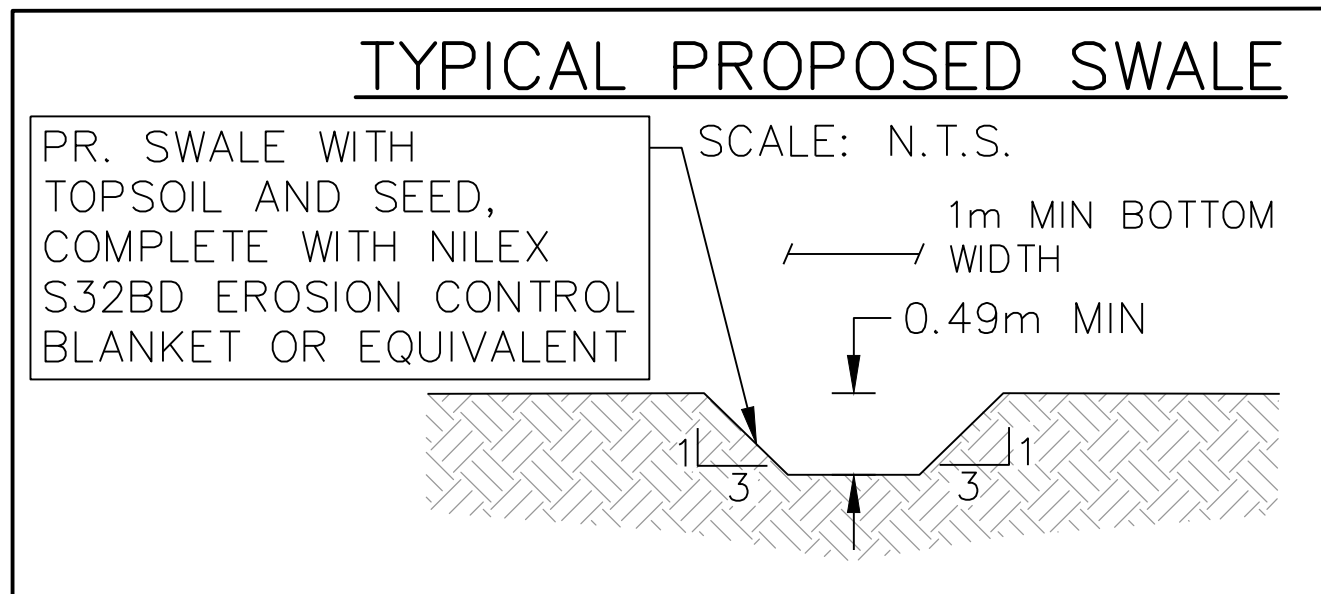 TYPICAL PROPOSED SWALE
SCALE: N.T.S.
PR. SWALE WITH
TOPSOIL AND SEED,
COMPLETE WITH NILEX
S32BD EROSION CONTROL
BLANKET OR EQUIVALENT
1m MIN BOTTOM
WIDTH
0.49m MIN
1
3
3
1